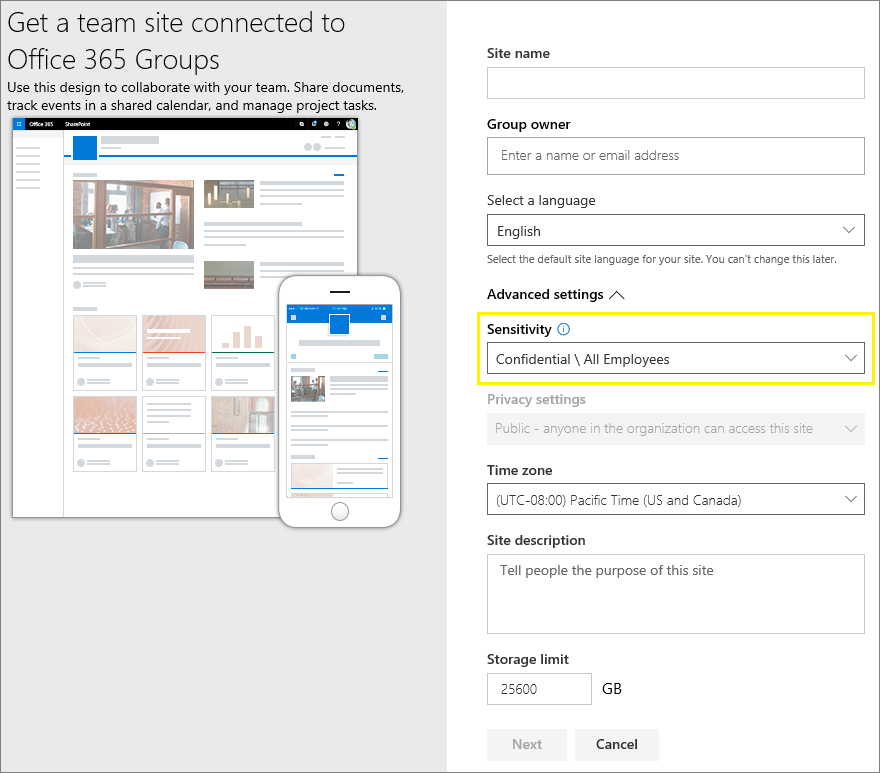 Get a team site connected to
Office 365 Groups
Use this design to collaborate with your team. Share documents,
track events in a shared calendar, and manage project tasks.
Office 365 SharePoint
?
Site name
Group owner
Enter a name or email address
Select a language
English
Select the default site language for your site. You can't change this later.
Advanced settings
Sensitivity
Confidential \ All Employees
Privacy settings
Public - anyone in the organization can access this site
Time zone
(UTC-08:00) Pacific Time (US and Canada)
Site description
Tell people the purpose of this site
Storage limit
25600 GB
Next Cancel